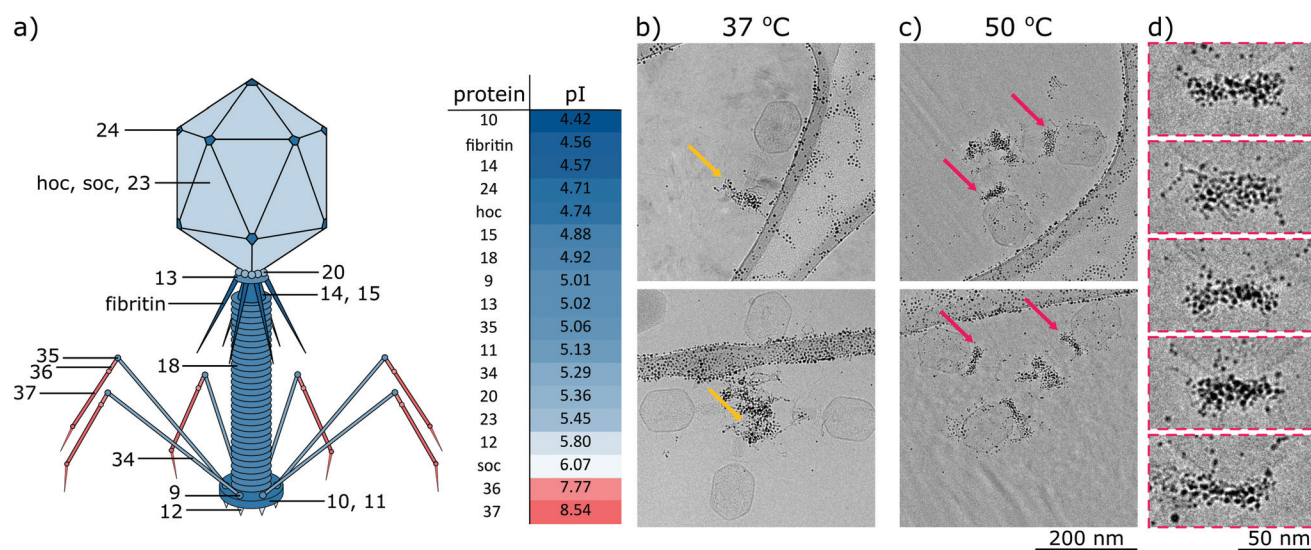 a)
24
hoc, soc, 23
13
20
fibritin
14, 15
35
36
37
18
34
9
12
10, 11
protein pI
10 4.42
fibritin 4.56
14 4.57
24 4.71
hoc 4.74
15 4.88
18 4.92
9 5.01
13 5.02
35 5.06
11 5.13
34 5.29
20 5.36
23 5.45
12 5.80
soc 6.07
36 7.77
37 8.54
b) 37 °C
c) 50 °C
d)
200 nm
50 nm